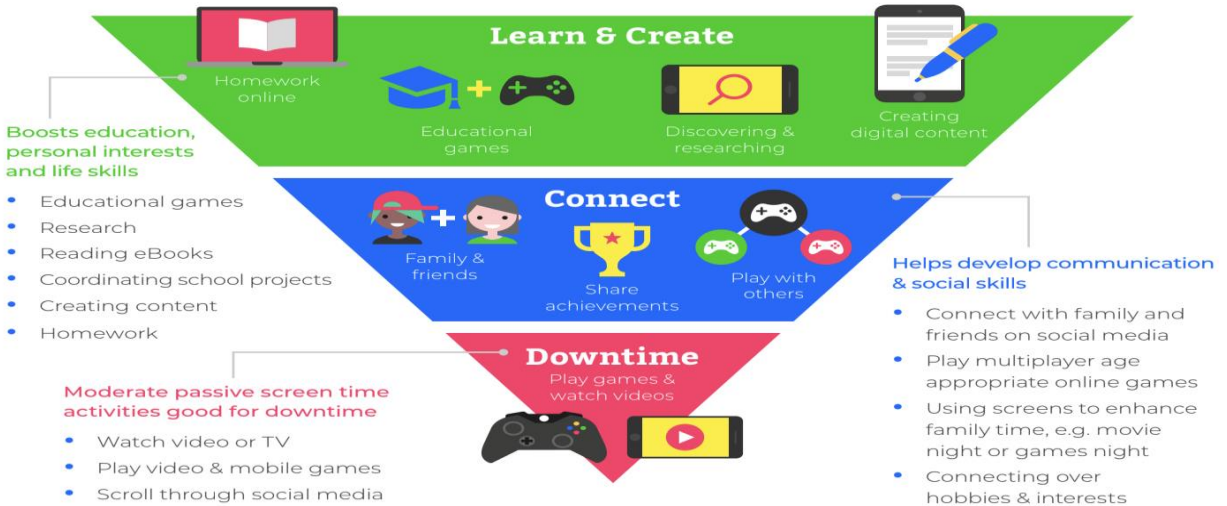 Learn & Create
Homework
online
Educational
games
Discovering &
researching
Creating
digital content
Boosts education,
personal interests
and life skills
• Educational games
• Research
• Reading eBooks
• Coordinating school projects
• Creating content
• Homework
Connect
Family &
friends
Share
achievements
Play with
others
Helps develop communication
& social skills
• Connect with family and
friends on social media
• Play multiplayer age
appropriate online games
• Using screens to enhance
family time, e.g. movie
night or games night
• Connecting over
hobbies & interests
Downtime
Play games &
watch videos
Moderate passive screen time
activities good for downtime
• Watch video or TV
• Play video & mobile games
• Scroll through social media